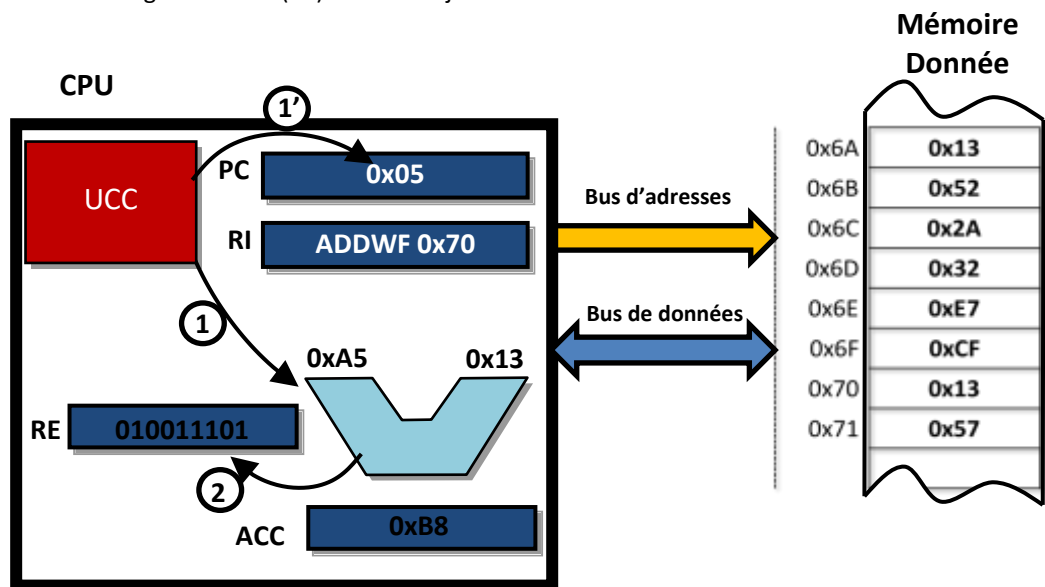 Mémoire
Donnée
CPU
1’
UCC
PC
0x05
RI
ADDWF 0x70
1
0xA5
0x13
RE
010011101
2
ACC
0xB8
Bus d’adresses
Bus de données
0x6A 0x13
0x6B 0x52
0x6C 0x2A
0x6D 0x32
0x6E 0xE7
0x6F 0xCF
0x70 0x13
0x71 0x57